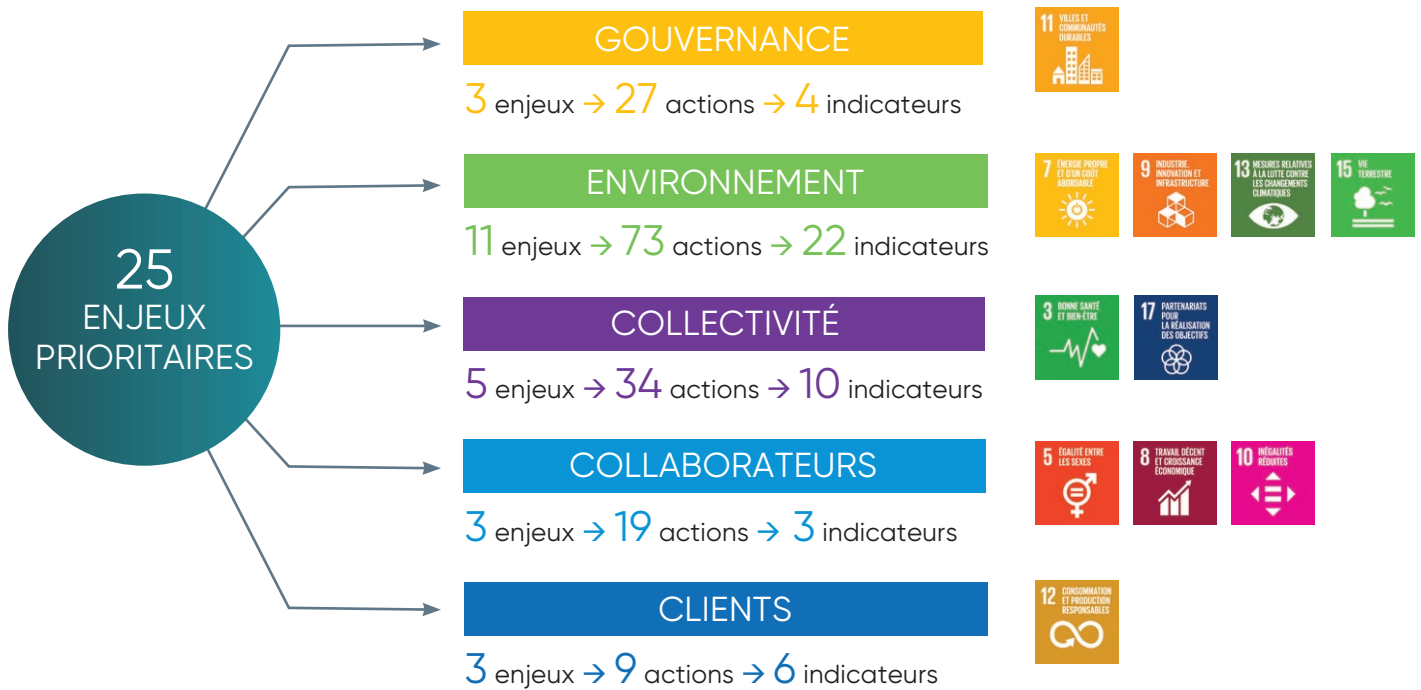 25
ENJEUX
PRIORITAIRES
GOUVERNANCE
3 enjeux → 27 actions → 4 indicateurs
11 VILLES ET
COMMUNAUTÉS
DURABLES
ENVIRONNEMENT
11 enjeux → 73 actions → 22 indicateurs
7 ÉNERGIE PROPRE
ET D'UN COÛT
ABORDABLE
9 INDUSTRIE,
INNOVATION ET
INFRASTRUCTURE
13 MESURES RELATIVES
À LA LUTTE CONTRE
LES CHANGEMENTS
CLIMATIQUES
15 VIE
TERRESTRE
COLLECTIVITÉ
5 enjeux → 34 actions → 10 indicateurs
3 BONNE SANTÉ
ET BIEN-ÊTRE
17 PARTENARIATS
POUR
LA RÉALISATION
DES OBJECTIFS
COLLABORATEURS
3 enjeux → 19 actions → 3 indicateurs
5 ÉGALITÉ ENTRE
LES SEXES
8 TRAVAIL DÉCENT
ET CROISSANCE
ÉCONOMIQUE
10 INÉGALITÉS
RÉDUITES
CLIENTS
3 enjeux → 9 actions → 6 indicateurs
12 CONSOMMATION
ET PRODUCTION
RESPONSABLES